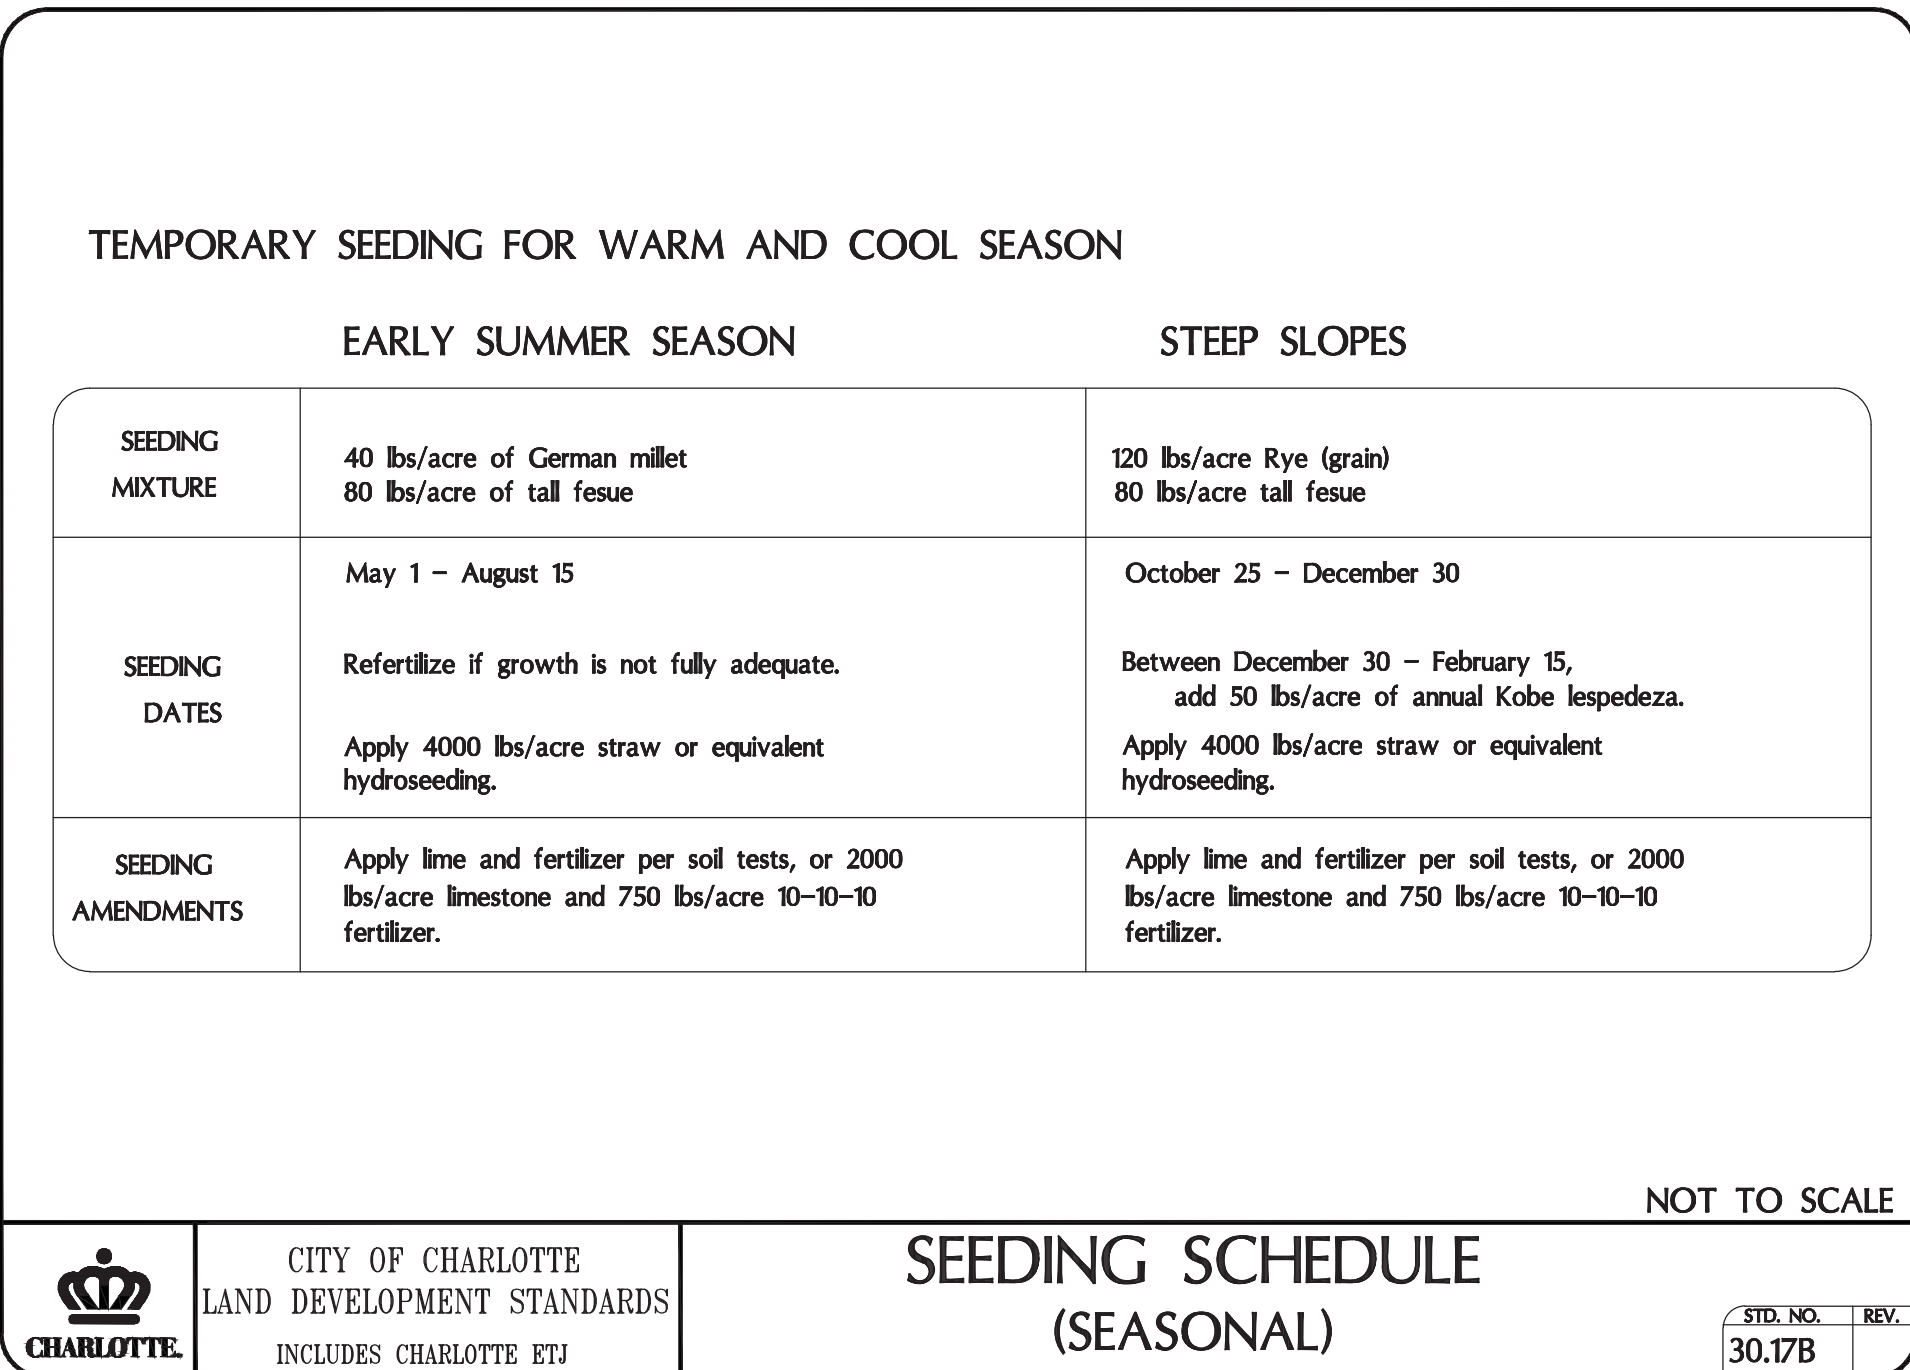 TEMPORARY SEEDING FOR WARM AND COOL SEASON
EARLY SUMMER SEASON
STEEP SLOPES
SEEDING
MIXTURE
40 lbs/acre of German millet
80 lbs/acre of tall fesue
120 lbs/acre Rye (grain)
80 lbs/acre tall fesue
SEEDING
DATES
May 1 – August 15
Refertilize if growth is not fully adequate.
Apply 4000 lbs/acre straw or equivalent
hydroseeding.
October 25 – December 30
Between December 30 – February 15,
add 50 lbs/acre of annual Kobe lespedeza.
Apply 4000 lbs/acre straw or equivalent
hydroseeding.
SEEDING
AMENDMENTS
Apply lime and fertilizer per soil tests, or 2000
lbs/acre limestone and 750 lbs/acre 10–10–10
fertilizer.
Apply lime and fertilizer per soil tests, or 2000
lbs/acre limestone and 750 lbs/acre 10–10–10
fertilizer.
NOT TO SCALE
CHARLOTTE.
CITY OF CHARLOTTE
LAND DEVELOPMENT STANDARDS
INCLUDES CHARLOTTE ETJ
SEEDING SCHEDULE
(SEASONAL)
STD. NO.
REV.
30.17B